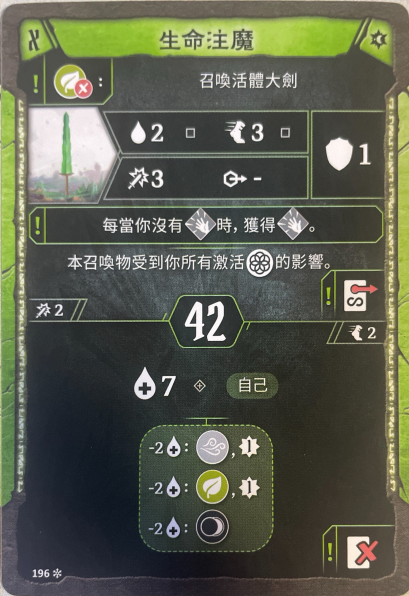 生命注魔
! : 召喚活體大劍
2 3 1
3 -
! 每當你沒有時,獲得。
本召喚物受到你所有激活的影響。
!
2 42 2
7 自己
-2 : , 1
-2 : , 1
-2 :
!
196